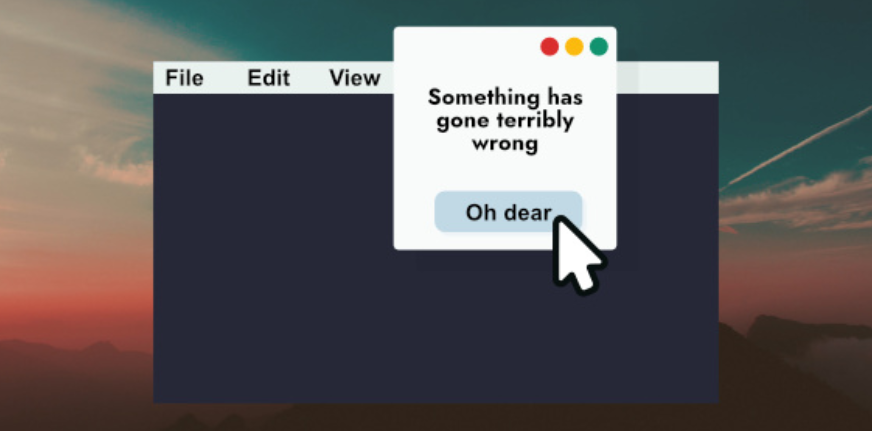 File Edit View
Something has
gone terribly
wrong
Oh dear